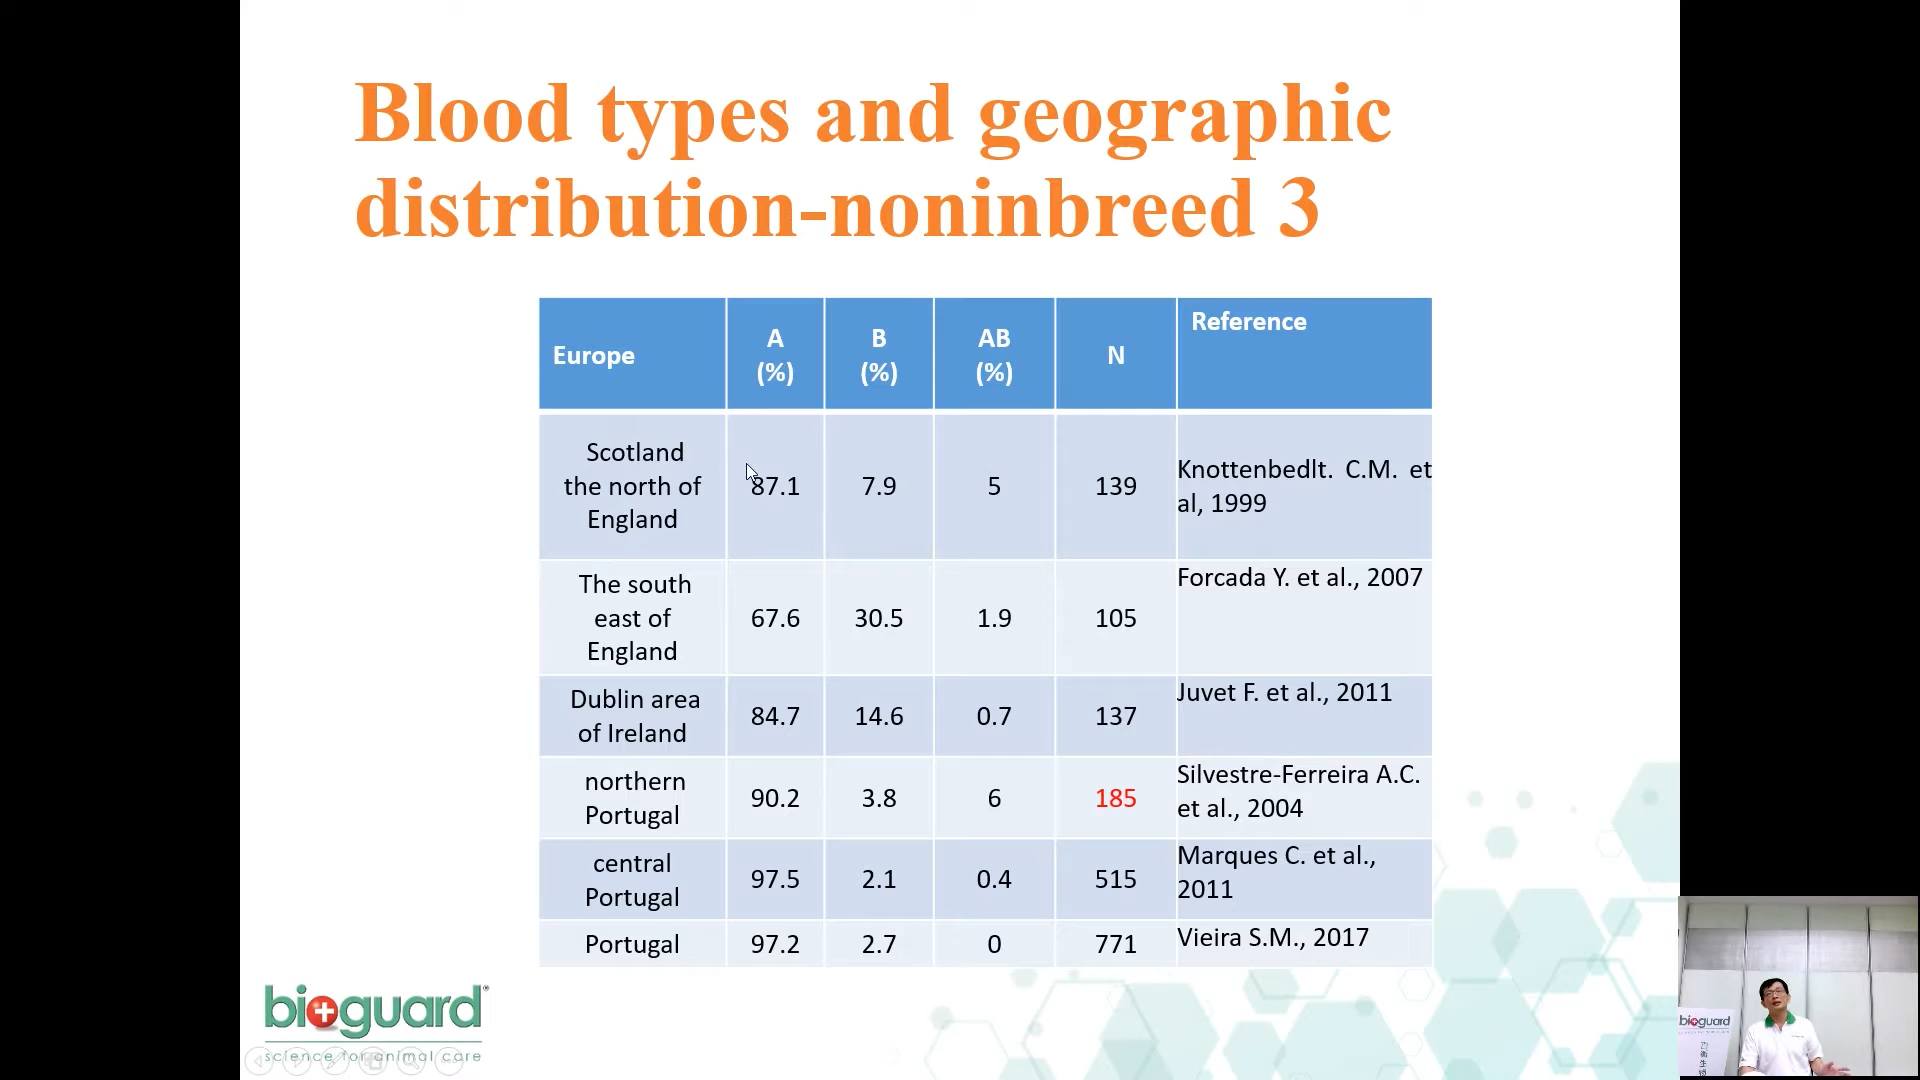 Blood types and geographic
distribution-noninbreed 3
Europe
A
(%)
B
(%)
AB
(%)
N
Reference
Scotland
the north of
England
87.1
7.9
5
139
Knottenbedlt. C.M. et
al, 1999
The south
east of
England
67.6
30.5
1.9
105
Forcada Y. et al., 2007
Dublin area
of Ireland
84.7
14.6
0.7
137
Juvet F. et al., 2011
northern
Portugal
90.2
3.8
6
185
Silvestre-Ferreira A.C.
et al., 2004
central
Portugal
97.5
2.1
0.4
515
Marques C. et al.,
2011
Portugal
97.2
2.7
0
771
Vieira S.M., 2017
bioguard
science for animal care
bioguard